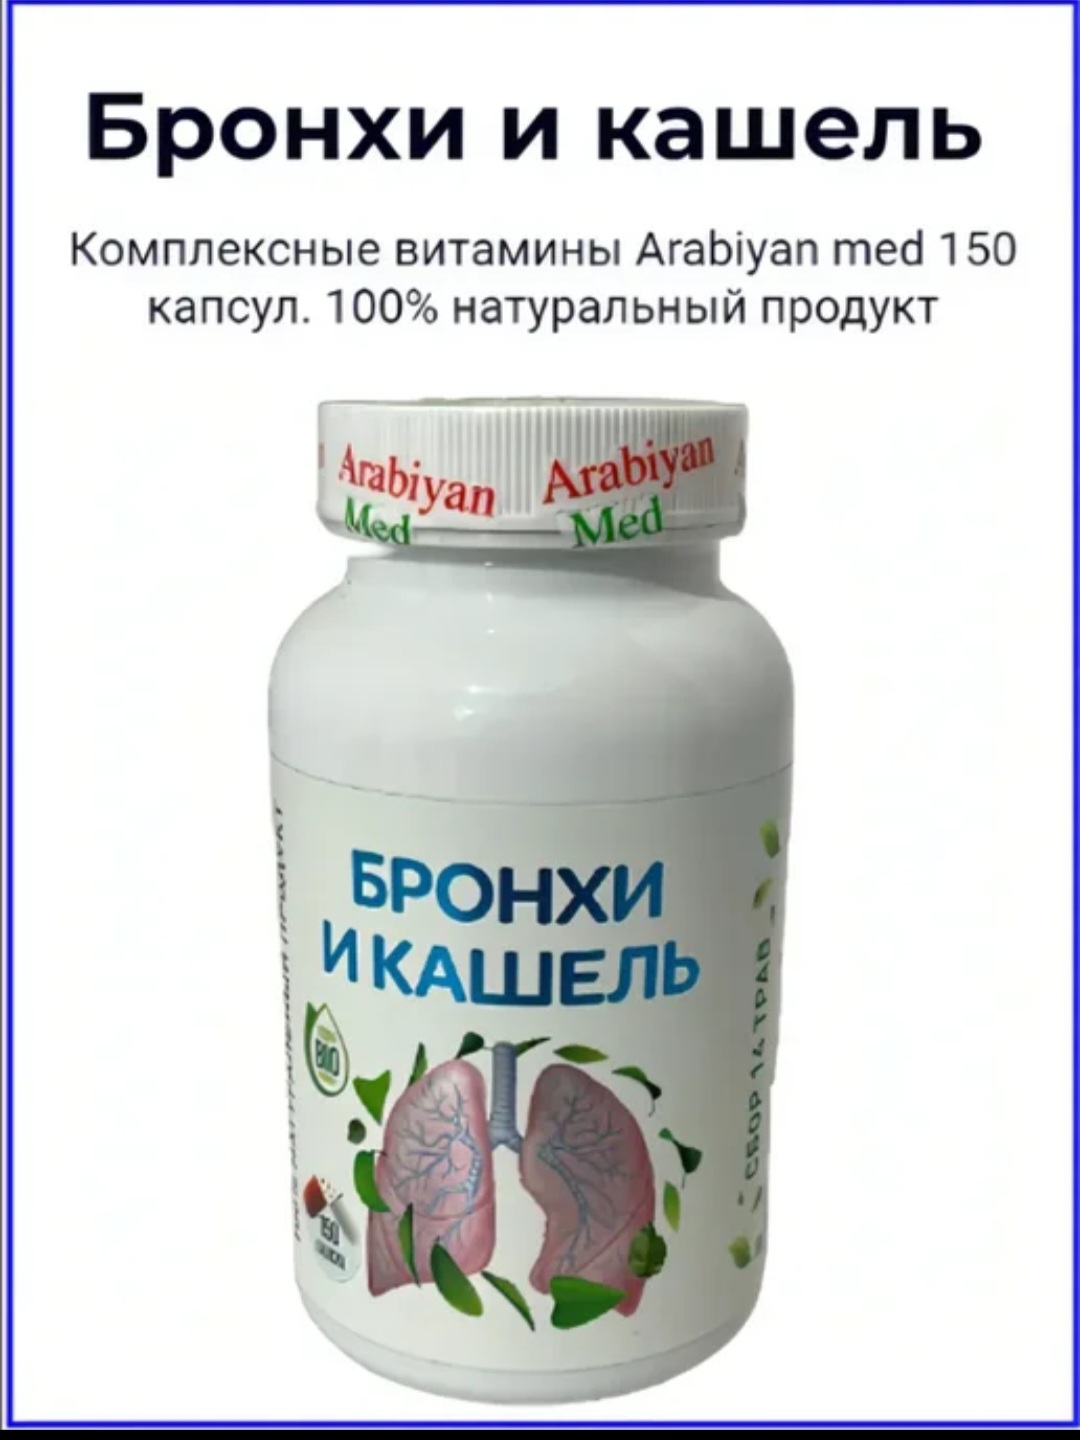 Бронхи и кашель
Комплексные витамины Arabiyan med 150
капсул. 100% натуральный продукт
Arabiyan
Med
Arabiyan
Med
БРОНХИ
И КАШЕЛЬ
BIO
150
СБОР 14 ТРАВ